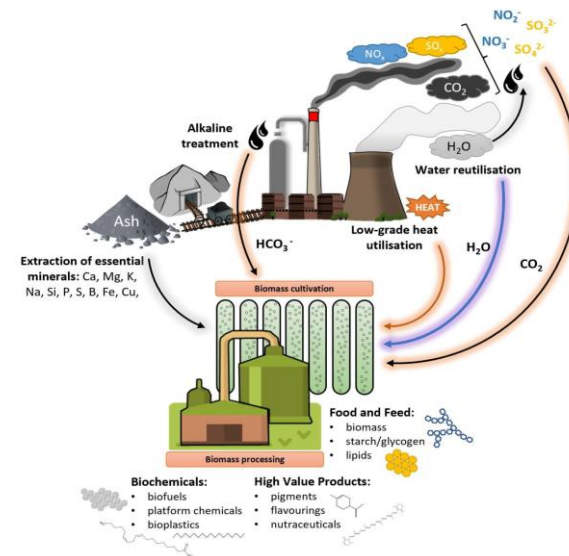 NO₂⁻
SO₃²⁻
NOₓ
SOₓ
NO₃⁻
SO₄²⁻
CO₂
Alkaline
treatment
H₂O
Water reutilisation
HEAT
Ash
Low-grade heat
utilisation
HCO₃⁻
H₂O
CO₂
Extraction of essential
minerals: Ca, Mg, K,
Na, Si, P, S, B, Fe, Cu,
Biomass cultivation
Food and Feed:
• biomass
• starch/glycogen
• lipids
Biomass processing
Biochemicals:
• biofuels
• platform chemicals
• bioplastics
High Value Products:
• pigments
• flavourings
• nutraceuticals